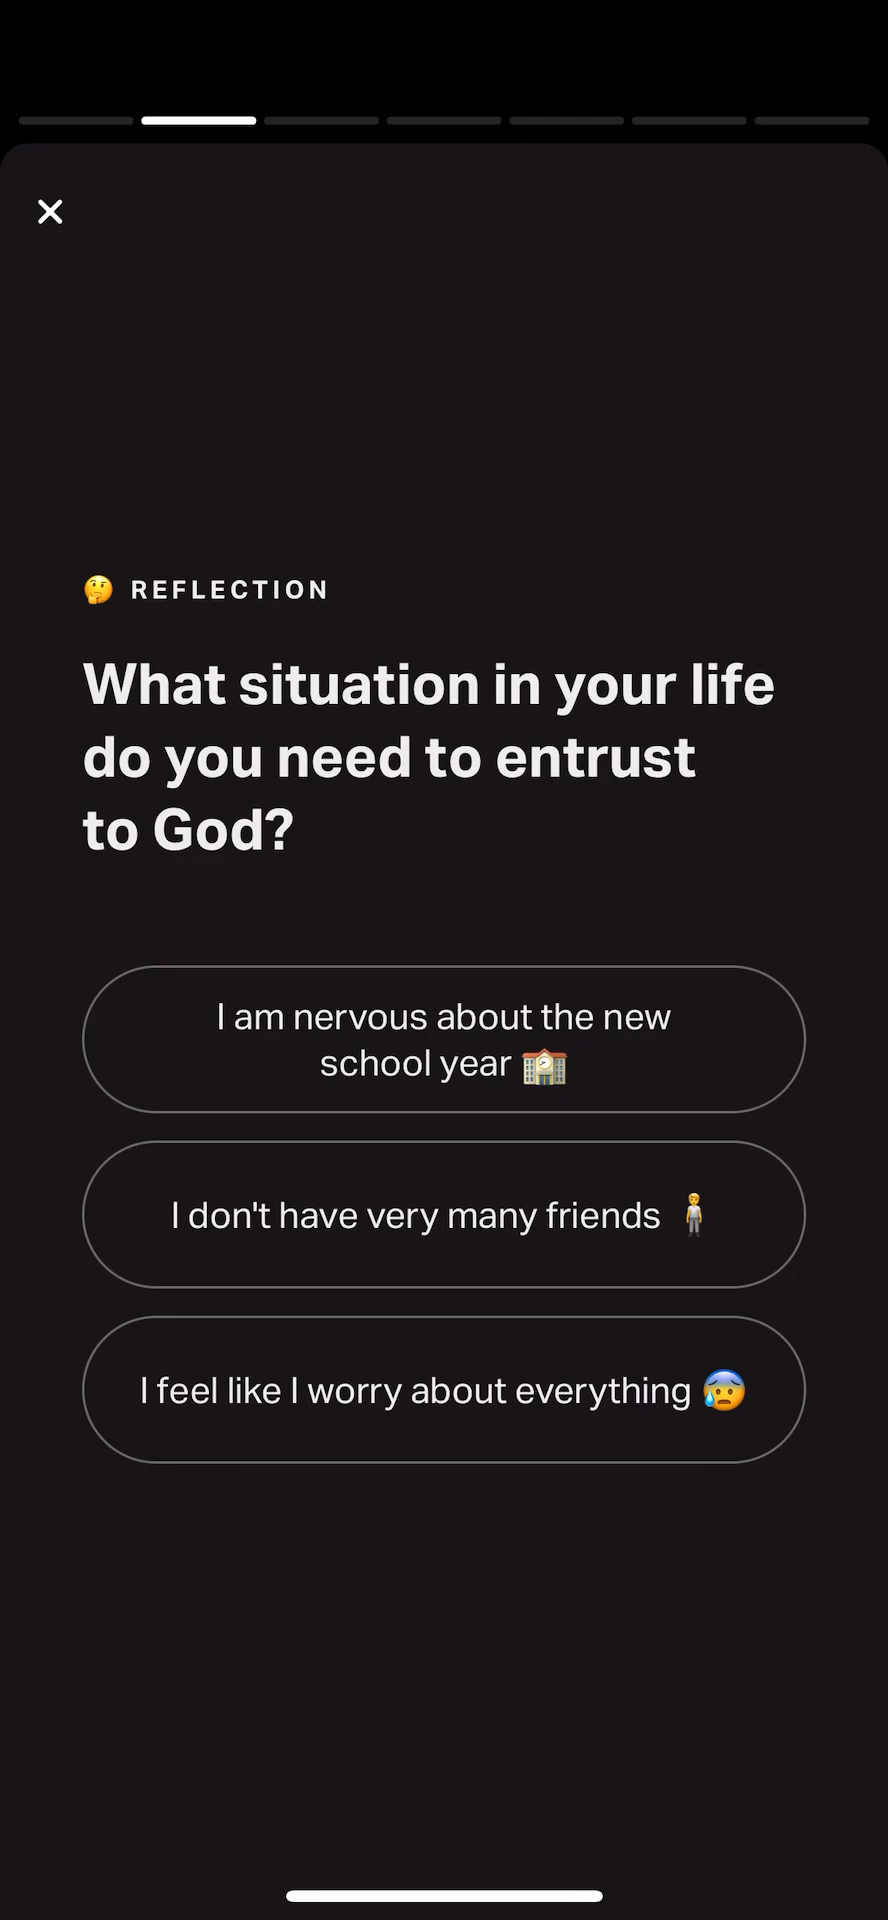 🤔 REFLECTION
What situation in your life
do you need to entrust
to God?
I am nervous about the new
school year 🏫
I don't have very many friends 🧍
I feel like I worry about everything 😰